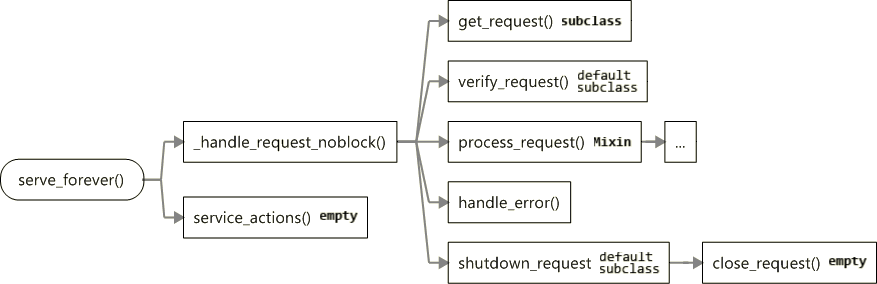 get_request() subclass
verify_request() default
subclass
_handle_request_noblock()
process_request() Mixin
...
serve_forever()
handle_error()
service_actions() empty
shutdown_request default
subclass
close_request() empty